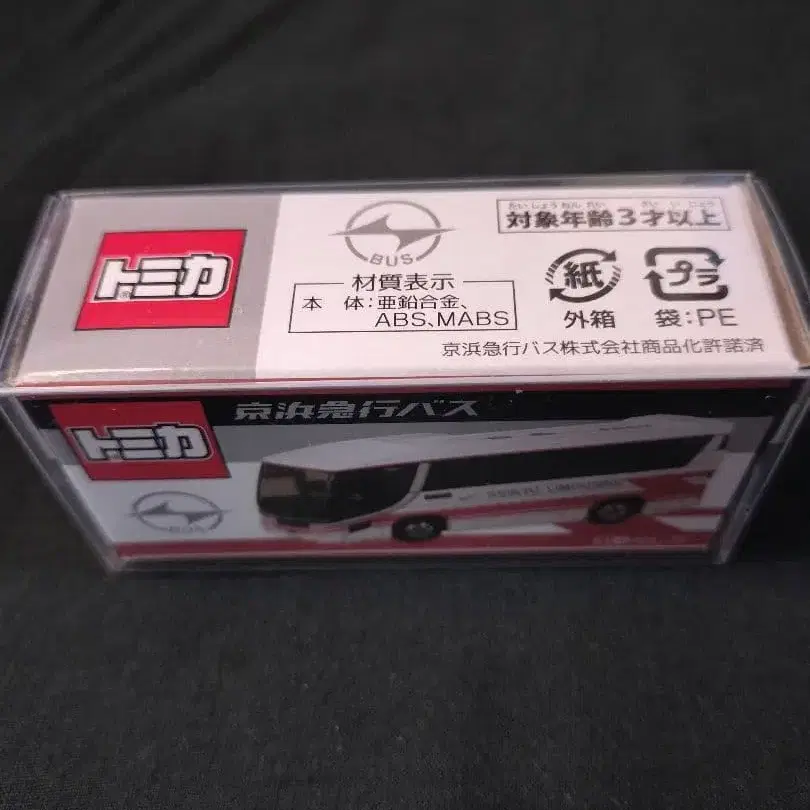 トミカ
BUS
たいしょうねんれい さい いじょう
対象年齢3才以上
材質表示
本 体:亜鉛合金、
ABS、MABS
紙
外箱
プラ
袋:PE
京浜急行バス株式会社商品化許諾済
トミカ
京浜急行バス
BUS